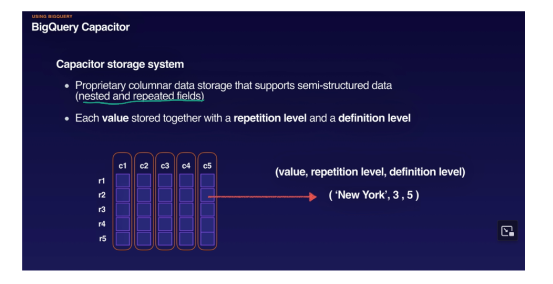 USING BIGQUERY
BigQuery Capacitor
Capacitor storage system
• Proprietary columnar data storage that supports semi-structured data
(nested and repeated fields)
• Each value stored together with a repetition level and a definition level
c1 c2 c3 c4 c5
(value, repetition level, definition level)
r1
r2
( 'New York', 3 , 5 )
r3
r4
r5